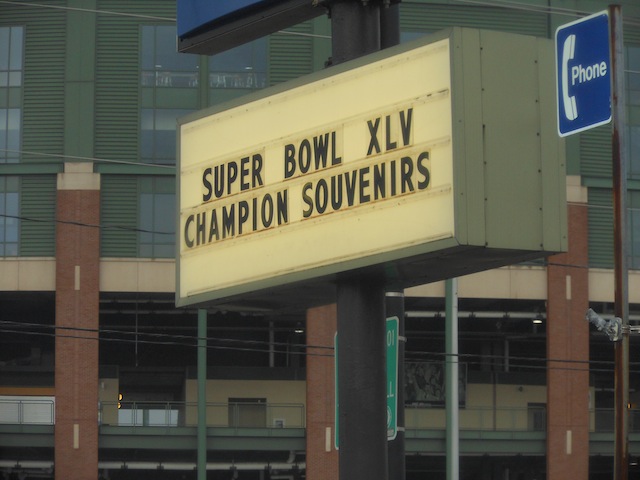 SUPER BOWL XLV
CHAMPION SOUVENIRS
Phone